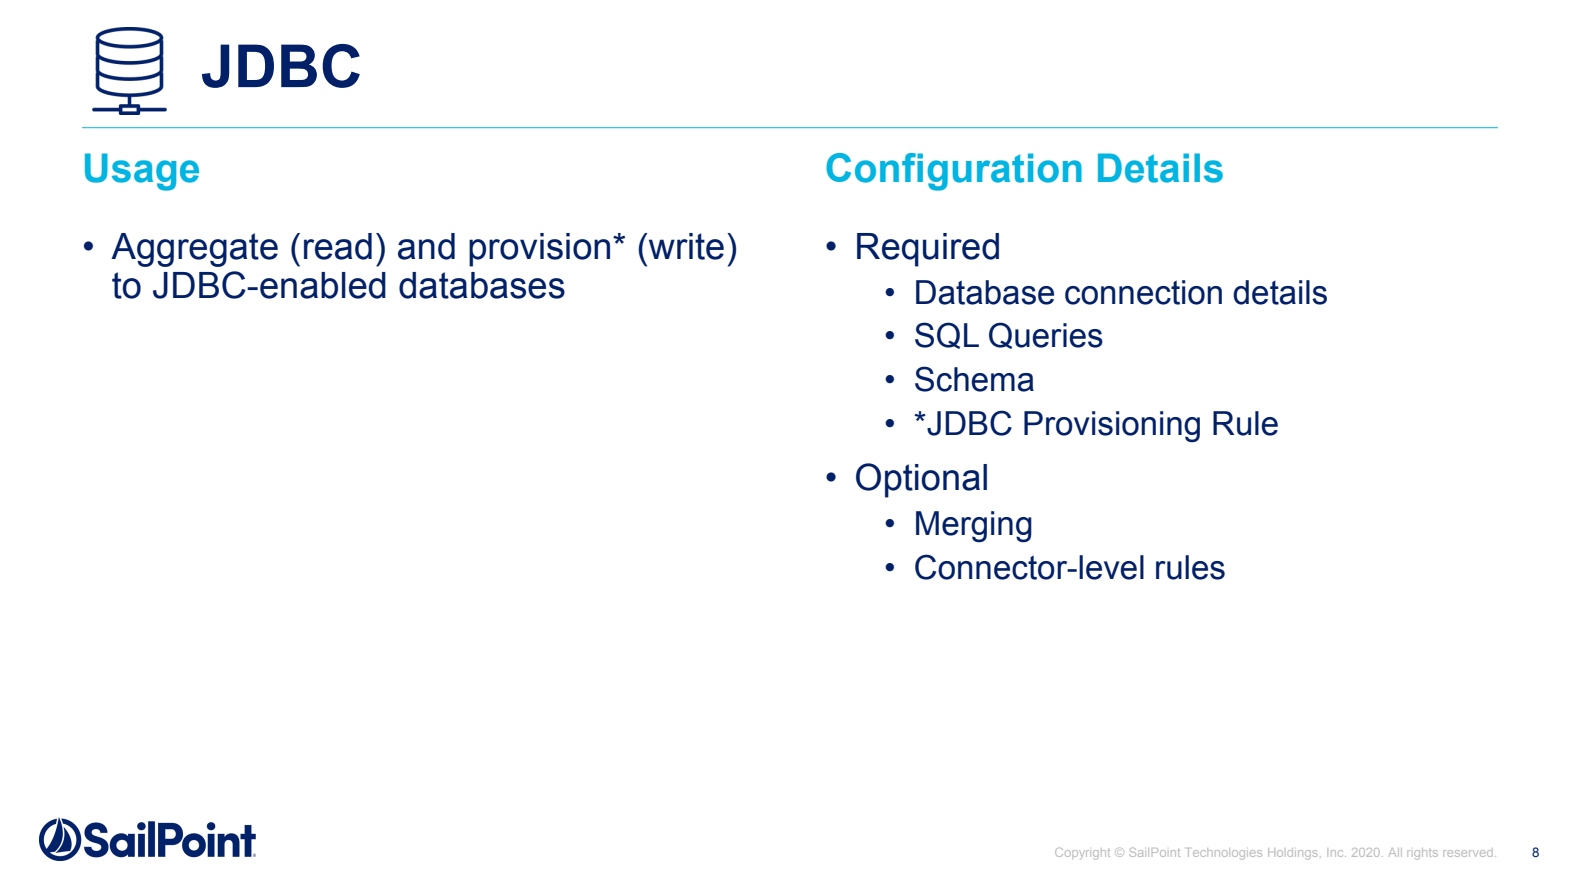 JDBC
Usage
• Aggregate (read) and provision* (write)
to JDBC-enabled databases
Configuration Details
• Required
• Database connection details
• SQL Queries
• Schema
• *JDBC Provisioning Rule
• Optional
• Merging
• Connector-level rules
SailPoint
Copyright © SailPoint Technologies Holdings, Inc. 2020. All rights reserved.
8